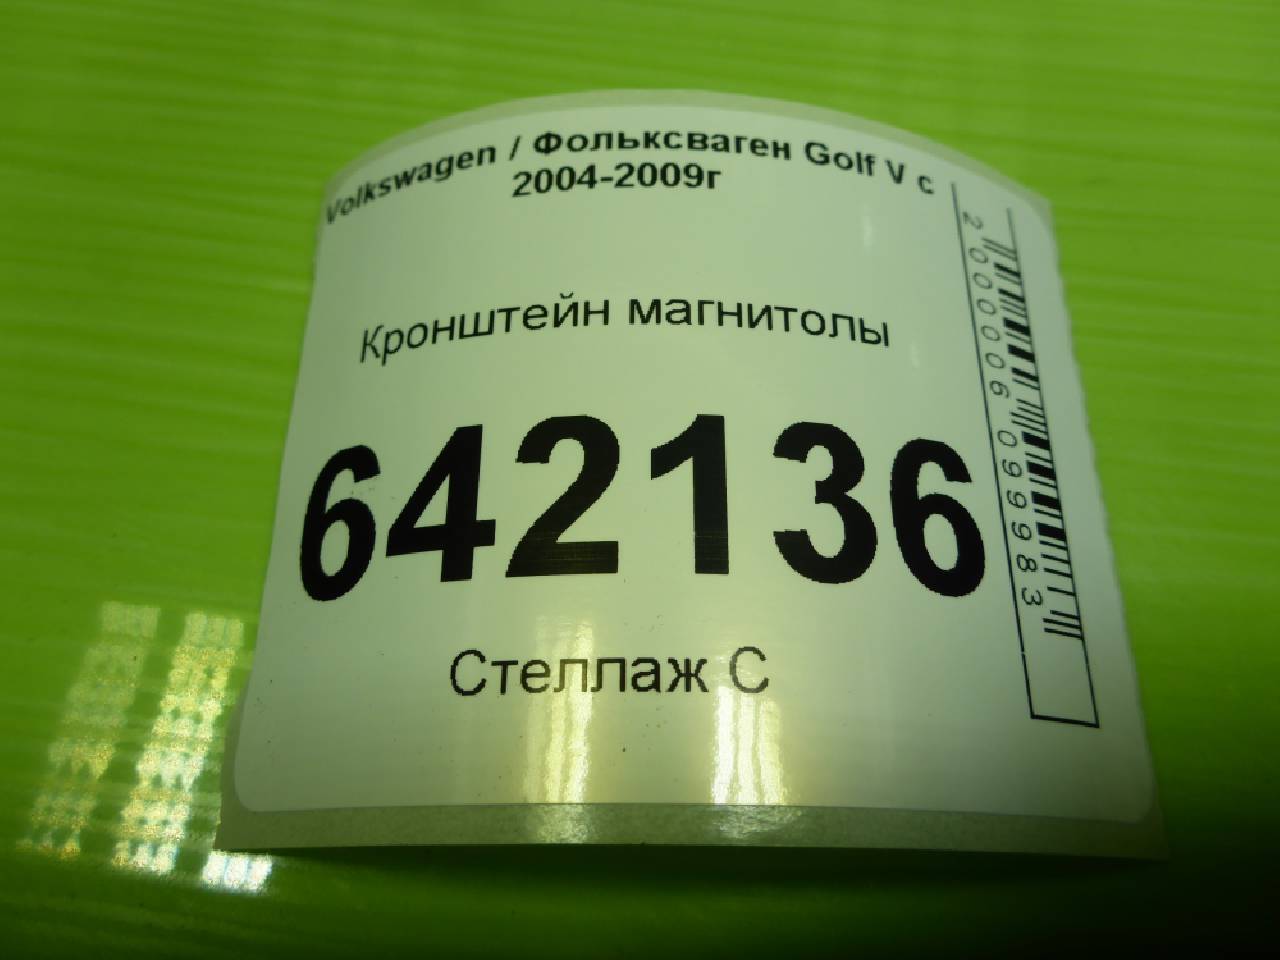 Volkswagen / Фольксваген Golf V с
2004-2009г
Кронштейн магнитолы
642136
Стеллаж С
2000006099983